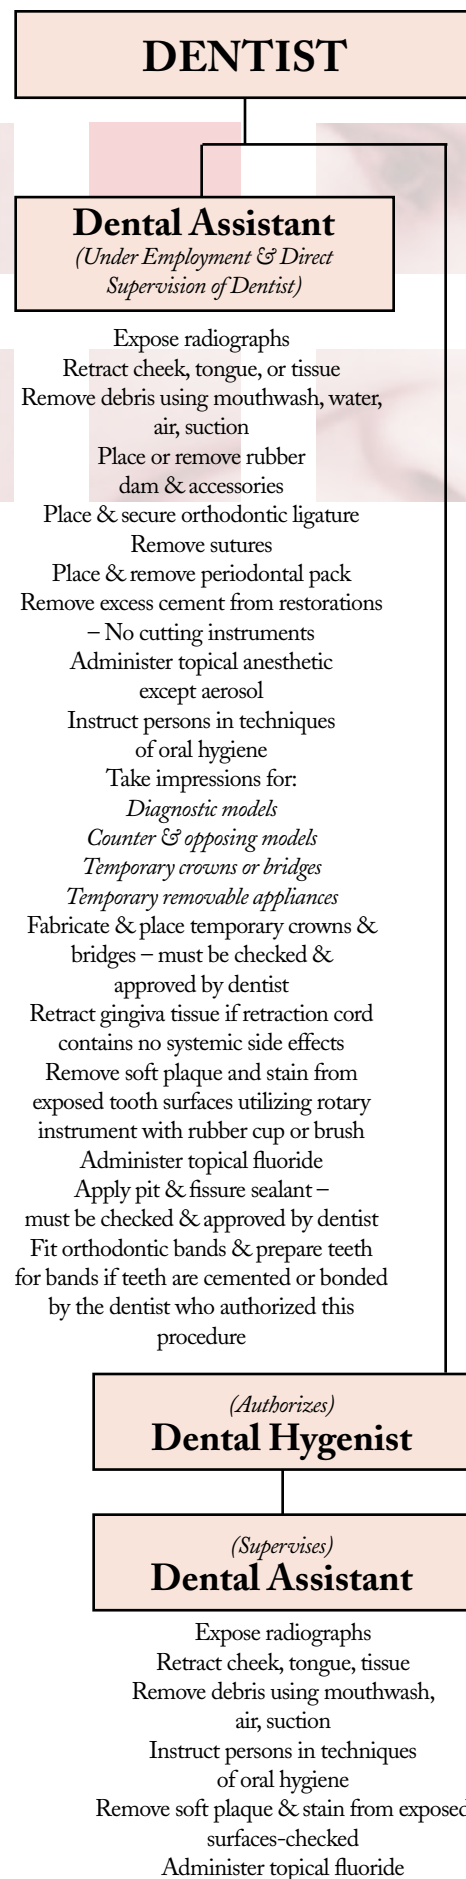 DENTIST
Dental Assistant
(Under Employment & Direct
Supervision of Dentist)
Expose radiographs
Retract cheek, tongue, or tissue
Remove debris using mouthwash, water,
air, suction
Place or remove rubber
dam & accessories
Place & secure orthodontic ligature
Remove sutures
Place & remove periodontal pack
Remove excess cement from restorations
– No cutting instruments
Administer topical anesthetic
except aerosol
Instruct persons in techniques
of oral hygiene
Take impressions for:
Diagnostic models
Counter & opposing models
Temporary crowns or bridges
Temporary removable appliances
Fabricate & place temporary crowns &
bridges – must be checked &
approved by dentist
Retract gingiva tissue if retraction cord
contains no systemic side effects
Remove soft plaque and stain from
exposed tooth surfaces utilizing rotary
instrument with rubber cup or brush
Administer topical fluoride
Apply pit & fissure sealant –
must be checked & approved by dentist
Fit orthodontic bands & prepare teeth
for bands if teeth are cemented or bonded
by the dentist who authorized this
procedure
(Authorizes)
Dental Hygenist
(Supervises)
Dental Assistant
Expose radiographs
Retract cheek, tongue, tissue
Remove debris using mouthwash,
air, suction
Instruct persons in techniques
of oral hygiene
Remove soft plaque & stain from exposed
surfaces-checked
Administer topical fluoride